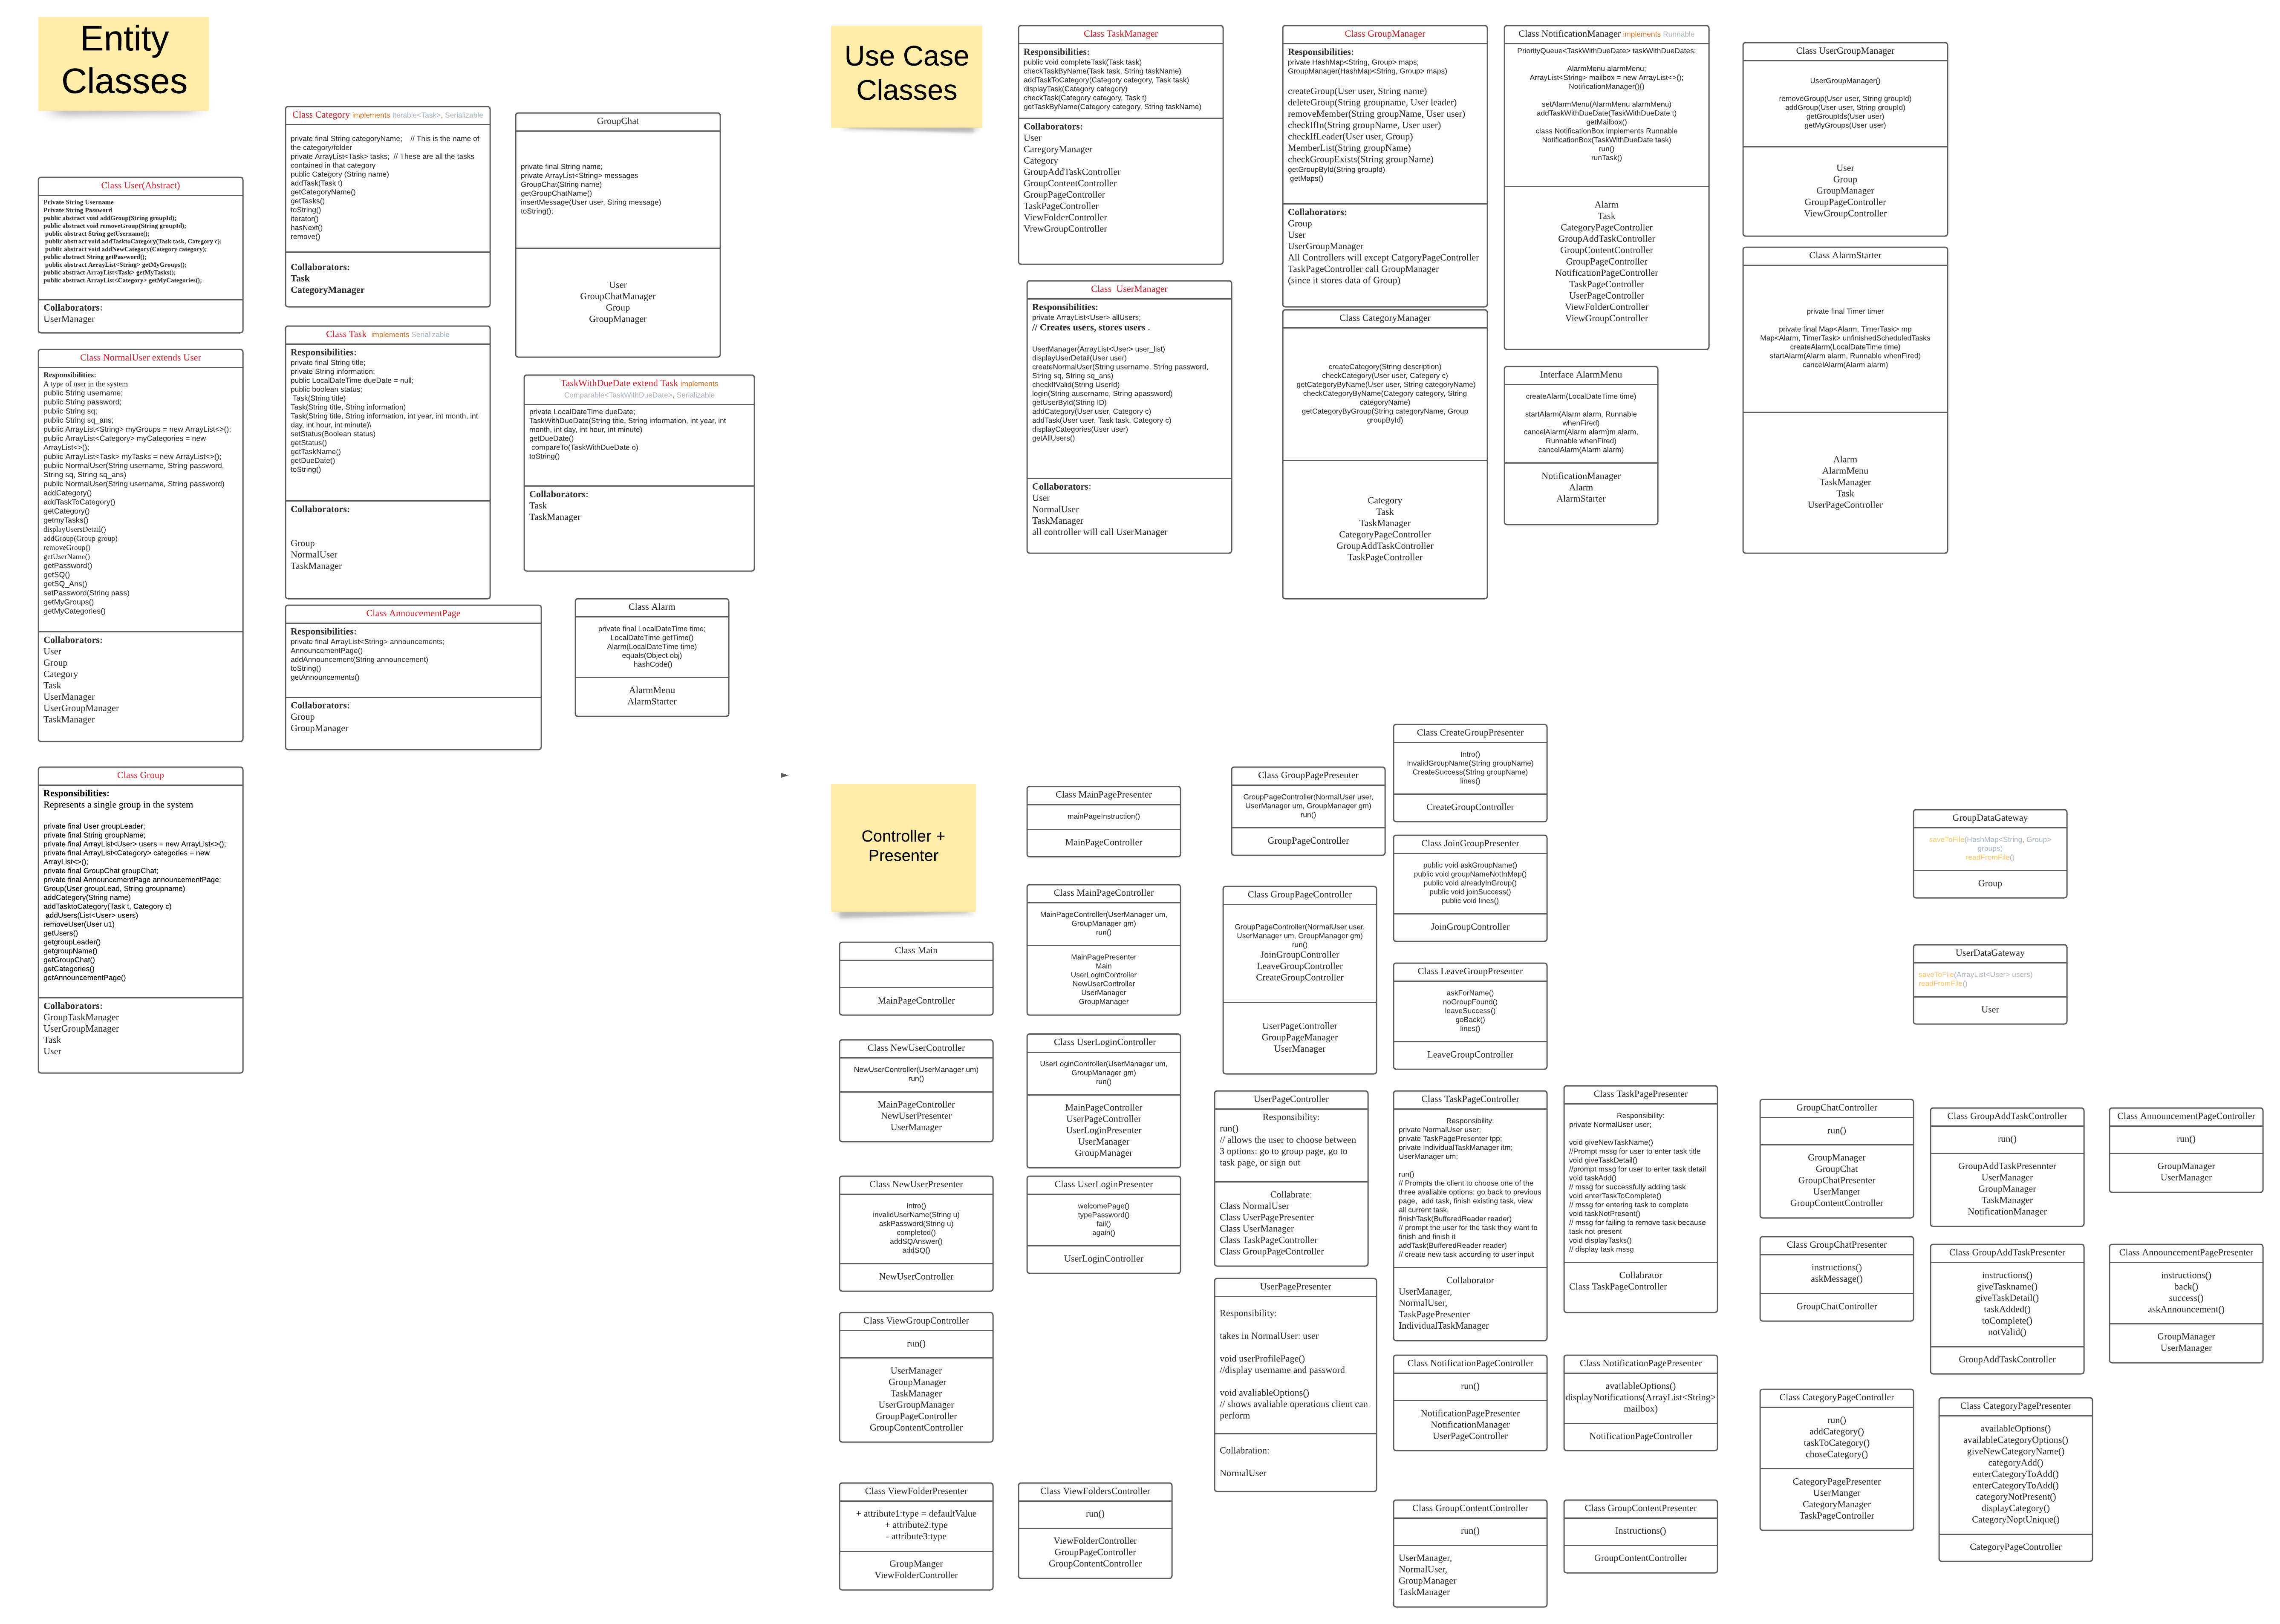 Entity
Classes
Class User(Abstract)
Private String Username
Private String Password
public abstract void addGroup(String groupId);
public abstract void removeGroup(String groupId);
public abstract String getUsername();
public abstract void addTasktoCategory(Task task, Category c);
public abstract void addNewCategory(Category category);
public abstract String getPassword();
public abstract ArrayList<String> getMyGroups();
public abstract ArrayList<Task> getMyTasks();
public abstract ArrayList<Category> getMyCategories();
Collaborators:
UserManager
Class NormalUser extends User
Responsibilities:
A type of user in the system
public String username;
public String password;
public String sq;
public String sq_ans;
public ArrayList<String> myGroups = new ArrayList<>();
public ArrayList<Category> myCategories = new
ArrayList<>();
public ArrayList<Task> myTasks = new ArrayList<>();
public NormalUser(String username, String password,
String sq, String sq_ans)
public NormalUser(String username, String password)
addCategory()
addTaskToCategory()
getCategory()
getmyTasks()
displayUsersDetail()
addGroup(Group group)
removeGroup()
getUserName()
getPassword()
getSQ()
getSQ_Ans()
setPassword(String pass)
getMyGroups()
getMyCategories()
Collaborators:
User
Group
Category
Task
UserManager
UserGroupManager
TaskManager
Class Group
Responsibilities:
Represents a single group in the system
private final User groupLeader;
private final String groupName;
private final ArrayList<User> users = new ArrayList<>();
private final ArrayList<Category> categories = new
ArrayList<>();
private final GroupChat groupChat;
private final AnnouncementPage announcementPage;
Group(User groupLead, String groupname)
addCategory(String name)
addTasktoCategory(Task t, Category c)
addUsers(List<User> users)
removeUser(User u1)
getUsers()
getgroupLeader()
getgroupName()
getGroupChat()
getCategories()
getAnnouncementPage()
Collaborators:
GroupTaskManager
UserGroupManager
Task
User
Class Category implements Iterable<Task>, Serializable
private final String categoryName; // This is the name of
the category/folder
private ArrayList<Task> tasks; // These are all the tasks
contained in that category
public Category (String name)
addTask(Task t)
getCategoryName()
getTasks()
toString()
iterator()
hasNext()
remove()
Collaborators:
Task
CategoryManager
Class Task implements Serializable
Responsibilities:
private final String title;
private String information;
public LocalDateTime dueDate = null;
public boolean status;
Task(String title)
Task(String title, String information)
Task(String title, String information, int year, int month, int
day, int hour, int minute)\
setStatus(Boolean status)
getStatus()
getTaskName()
getDueDate()
toString()
Collaborators:
Group
NormalUser
TaskManager
Class AnnoucementPage
Responsibilities:
private final ArrayList<String> announcements;
AnnouncementPage()
addAnnouncement(String announcement)
toString()
getAnnouncements()
Collaborators:
Group
GroupManager
GroupChat
private final String name;
private ArrayList<String> messages
GroupChat(String name)
getGroupChatName()
insertMessage(User user, String message)
toString();
User
GroupChatManager
Group
GroupManager
TaskWithDueDate extend Task implements
Comparable<TaskWithDueDate>, Serializable
private LocalDateTime dueDate;
TaskWithDueDate(String title, String information, int year, int
month, int day, int hour, int minute)
getDueDate()
compareTo(TaskWithDueDate o)
toString()
Collaborators:
Task
TaskManager
Class Alarm
private final LocalDateTime time;
LocalDateTime getTime()
Alarm(LocalDateTime time)
equals(Object obj)
hashCode()
AlarmMenu
AlarmStarter
Use Case
Classes
Class TaskManager
Responsibilities:
public void completeTask(Task task)
checkTaskByName(Task task, String taskName)
addTaskToCategory(Category category, Task task)
displayTask(Category category)
checkTask(Category category, Task t)
getTaskByName(Category category, String taskName)
Collaborators:
User
CaregoryManager
Category
GroupAddTaskController
GroupContentController
GroupPageController
TaskPageController
ViewFolderController
VrewGroupController
Class UserManager
Responsibilities:
private ArrayList<User> allUsers;
// Creates users, stores users .
UserManager(ArrayList<User> user_list)
displayUserDetail(User user)
createNormalUser(String username, String password,
String sq, String sq_ans)
checkIfValid(String UserId)
login(String ausername, String apassword)
getUserById(String ID)
addCategory(User user, Category c)
addTask(User user, Task task, Category c)
displayCategories(User user)
getAllUsers()
Collaborators:
User
NormalUser
TaskManager
all controller will call UserManager
Class GroupManager
Responsibilities:
private HashMap<String, Group> maps;
GroupManager(HashMap<String, Group> maps)
createGroup(User user, String name)
deleteGroup(String groupname, User leader)
removeMember(String groupName, User user)
checkIfIn(String groupName, User user)
checkIfLeader(User user, Group)
MemberList(String groupName)
checkGroupExists(String groupName)
getGroupById(String groupId)
getMaps()
Collaborators:
Group
User
UserGroupManager
All Controllers will except CatgoryPageController
TaskPageController call GroupManager
(since it stores data of Group)
Class CategoryManager
createCategory(String description)
checkCategory(User user, Category c)
getCategoryByName(User user, String categoryName)
checkCategoryByName(Category category, String
categoryName)
getCategoryByGroup(String categoryName, Group
groupById)
Category
Task
TaskManager
CategoryPageController
GroupAddTaskController
TaskPageController
Class NotificationManager implements Runnable
PriorityQueue<TaskWithDueDate> taskWithDueDates;
AlarmMenu alarmMenu;
ArrayList<String> mailbox = new ArrayList<>();
NotificationManager(){}
setAlarmMenu(AlarmMenu alarmMenu)
addTaskWithDueDate(TaskWithDueDate t)
getMailbox()
class NotificationBox implements Runnable
NotificationBox(TaskWithDueDate task)
run()
runTask()
Alarm
Task
CategoryPageController
GroupAddTaskController
GroupContentController
GroupPageController
NotificationPageController
TaskPageController
UserPageController
ViewFolderController
ViewGroupController
Interface AlarmMenu
createAlarm(LocalDateTime time)
startAlarm(Alarm alarm, Runnable
whenFired)
cancelAlarm(Alarm alarm)m alarm,
Runnable whenFired)
cancelAlarm(Alarm alarm)
NotificationManager
Alarm
AlarmStarter
Class UserGroupManager
UserGroupManager()
removeGroup(User user, String groupId)
addGroup(User user, String groupId)
getGroupIds(User user)
getMyGroups(User user)
User
Group
GroupManager
GroupPageController
ViewGroupController
Class AlarmStarter
private final Timer timer
private final Map<Alarm, TimerTask> mp
Map<Alarm, TimerTask> unfinishedScheduledTasks
createAlarm(LocalDateTime time)
startAlarm(Alarm alarm, Runnable whenFired)
cancelAlarm(Alarm alarm)
Alarm
AlarmMenu
TaskManager
Task
UserPageController
Controller +
Presenter
Class Main
MainPageController
Class NewUserController
NewUserController(UserManager um)
run()
MainPageController
NewUserPresenter
UserManager
Class NewUserPresenter
Intro()
invalidUserName(String u)
askPassword(String u)
completed()
addSQAnswer()
addSQ()
NewUserController
Class ViewGroupController
run()
UserManager
GroupManager
TaskManager
UserGroupManager
GroupPageController
GroupContentController
Class ViewFolderPresenter
+ attribute1:type = defaultValue
+ attribute2:type
- attribute3:type
GroupManger
ViewFolderController
Class MainPagePresenter
mainPageInstruction()
MainPageController
Class MainPageController
MainPageController(UserManager um,
GroupManager gm)
run()
MainPagePresenter
Main
UserLoginController
NewUserController
UserManager
GroupManager
Class UserLoginController
UserLoginController(UserManager um,
GroupManager gm)
run()
MainPageController
UserPageController
UserLoginPresenter
UserManager
GroupManager
Class UserLoginPresenter
welcomePage()
typePassword()
fail()
again()
UserLoginController
Class ViewFoldersController
run()
ViewFolderController
GroupPageController
GroupContentController
Class GroupPagePresenter
GroupPageController(NormalUser user,
UserManager um, GroupManager gm)
run()
GroupPageController
Class GroupPageController
GroupPageController(NormalUser user,
UserManager um, GroupManager gm)
run()
JoinGroupController
LeaveGroupController
CreateGroupController
UserPageController
GroupPageManager
UserManager
UserPageController
Responsibility:
run()
// allows the user to choose between
3 options: go to group page, go to
task page, or sign out
Collabrate:
Class NormalUser
Class UserPagePresenter
Class UserManager
Class TaskPageController
Class GroupPageController
UserPagePresenter
Responsibility:
takes in NormalUser: user
void userProfilePage()
//display username and password
void avaliableOptions()
// shows avaliable operations client can
perform
Collabration:
NormalUser
Class CreateGroupPresenter
Intro()
InvalidGroupName(String groupName)
CreateSuccess(String groupName)
lines()
CreateGroupController
Class JoinGroupPresenter
public void askGroupName()
public void groupNameNotInMap()
public void alreadyInGroup()
public void joinSuccess()
public void lines()
JoinGroupController
Class LeaveGroupPresenter
askForName()
noGroupFound()
leaveSuccess()
goBack()
lines()
LeaveGroupController
Class TaskPageController
Responsibility:
private NormalUser user;
private TaskPagePresenter tpp;
private IndividualTaskManager itm;
UserManager um;
run()
// Prompts the client to choose one of the
three avaliable options: go back to previous
page, add task, finish existing task, view
all current task.
finishTask(BufferedReader reader)
// prompt the user for the task they want to
finish and finish it
addTask(BufferedReader reader)
// create new task according to user input
Collaborator
UserManager,
NormalUser,
TaskPagePresenter
IndividualTaskManager
Class TaskPagePresenter
Responsibility:
private NormalUser user;
void giveNewTaskName()
//Prompt mssg for user to enter task title
void giveTaskDetail()
//prompt mssg for user to enter task detail
void taskAdd()
// mssg for successfully adding task
void enterTaskToComplete()
// mssg for entering task to complete
void taskNotPresent()
// mssg for failing to remove task because
task not present
void displayTasks()
// display task mssg
Collabrator
Class TaskPageController
Class NotificationPageController
run()
NotificationPagePresenter
NotificationManager
UserPageController
Class NotificationPagePresenter
availableOptions()
displayNotifications(ArrayList<String>
mailbox)
NotificationPageController
Class GroupContentController
run()
UserManager,
NormalUser,
GroupManager
TaskManager
Class GroupContentPresenter
Instructions()
GroupContentController
GroupDataGateway
saveToFile(HashMap<String, Group>
groups)
readFromFile()
Group
UserDataGateway
saveToFile(ArrayList<User> users)
readFromFile()
User
GroupChatController
run()
GroupManager
GroupChat
GroupChatPresenter
UserManger
GroupContentController
Class GroupChatPresenter
instructions()
askMessage()
GroupChatController
Class CategoryPageController
run()
addCategory()
taskToCategory()
choseCategory()
CategoryPagePresenter
UserManger
CategoryManager
TaskPageController
Class GroupAddTaskController
run()
GroupAddTaskPresennter
UserManager
GroupManager
TaskManager
NotificationManager
Class GroupAddTaskPresenter
instructions()
giveTaskname()
giveTaskDetail()
taskAdded()
toComplete()
notValid()
GroupAddTaskController
Class CategoryPagePresenter
availableOptions()
availableCategoryOptions()
giveNewCategoryName()
categoryAdd()
enterCategoryToAdd()
enterCategoryToAdd()
categoryNotPresent()
displayCategory()
CategoryNoptUnique()
CategoryPageController
Class AnnouncementPageController
run()
GroupManager
UserManager
Class AnnouncementPagePresenter
instructions()
back()
success()
askAnnouncement()
GroupManager
UserManager